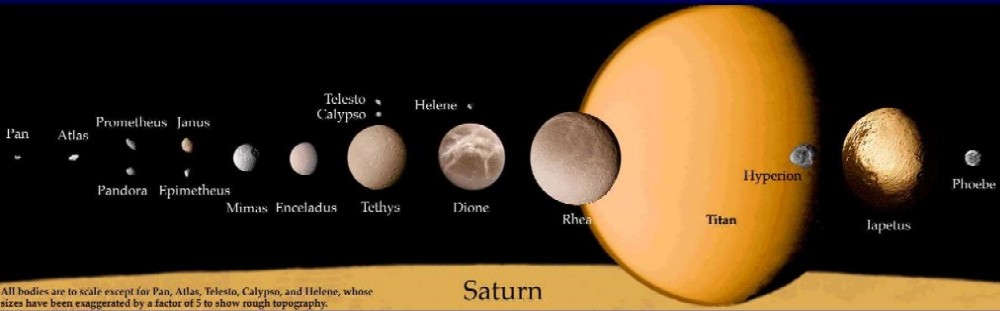 Pan
Atlas
Prometheus
Janus
Pandora
Epimetheus
Mimas
Enceladus
Telesto
Calypso
Tethys
Helene
Dione
Rhea
Titan
Hyperion
Iapetus
Phoebe
Saturn
All bodies are to scale except for Pan, Atlas, Telesto, Calypso, and Helene, whose
sizes have been exaggerated by a factor of 5 to show rough topography.